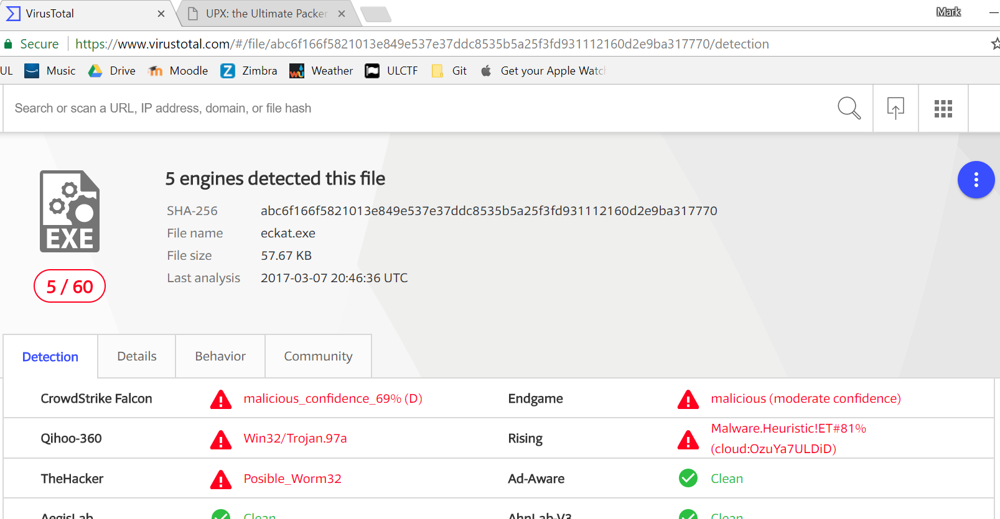 VirusTotal
UPX: the Ultimate Packer
Mark
Secure
https://www.virustotal.com/#/file/abc6f166f5821013e849e537e37ddc8535b5a25f3fd931112160d2e9ba317770/detection
UL Music Drive Moodle Zimbra Weather ULCTF Git Get your Apple Watch
Search or scan a URL, IP address, domain, or file hash
EXE
5 / 60
5 engines detected this file
SHA-256 abc6f166f5821013e849e537e37ddc8535b5a25f3fd931112160d2e9ba317770
File name eckat.exe
File size 57.67 KB
Last analysis 2017-03-07 20:46:36 UTC
Detection Details Behavior Community
CrowdStrike Falcon malicious_confidence_69% (D) Endgame malicious (moderate confidence)
Qihoo-360 Win32/Trojan.97a Rising Malware.Heuristic!ET#81%
(cloud:OzuYa7ULDiD)
TheHacker Posible_Worm32 Ad-Aware Clean
AegisLab Clean AhnLab-V3 Clean